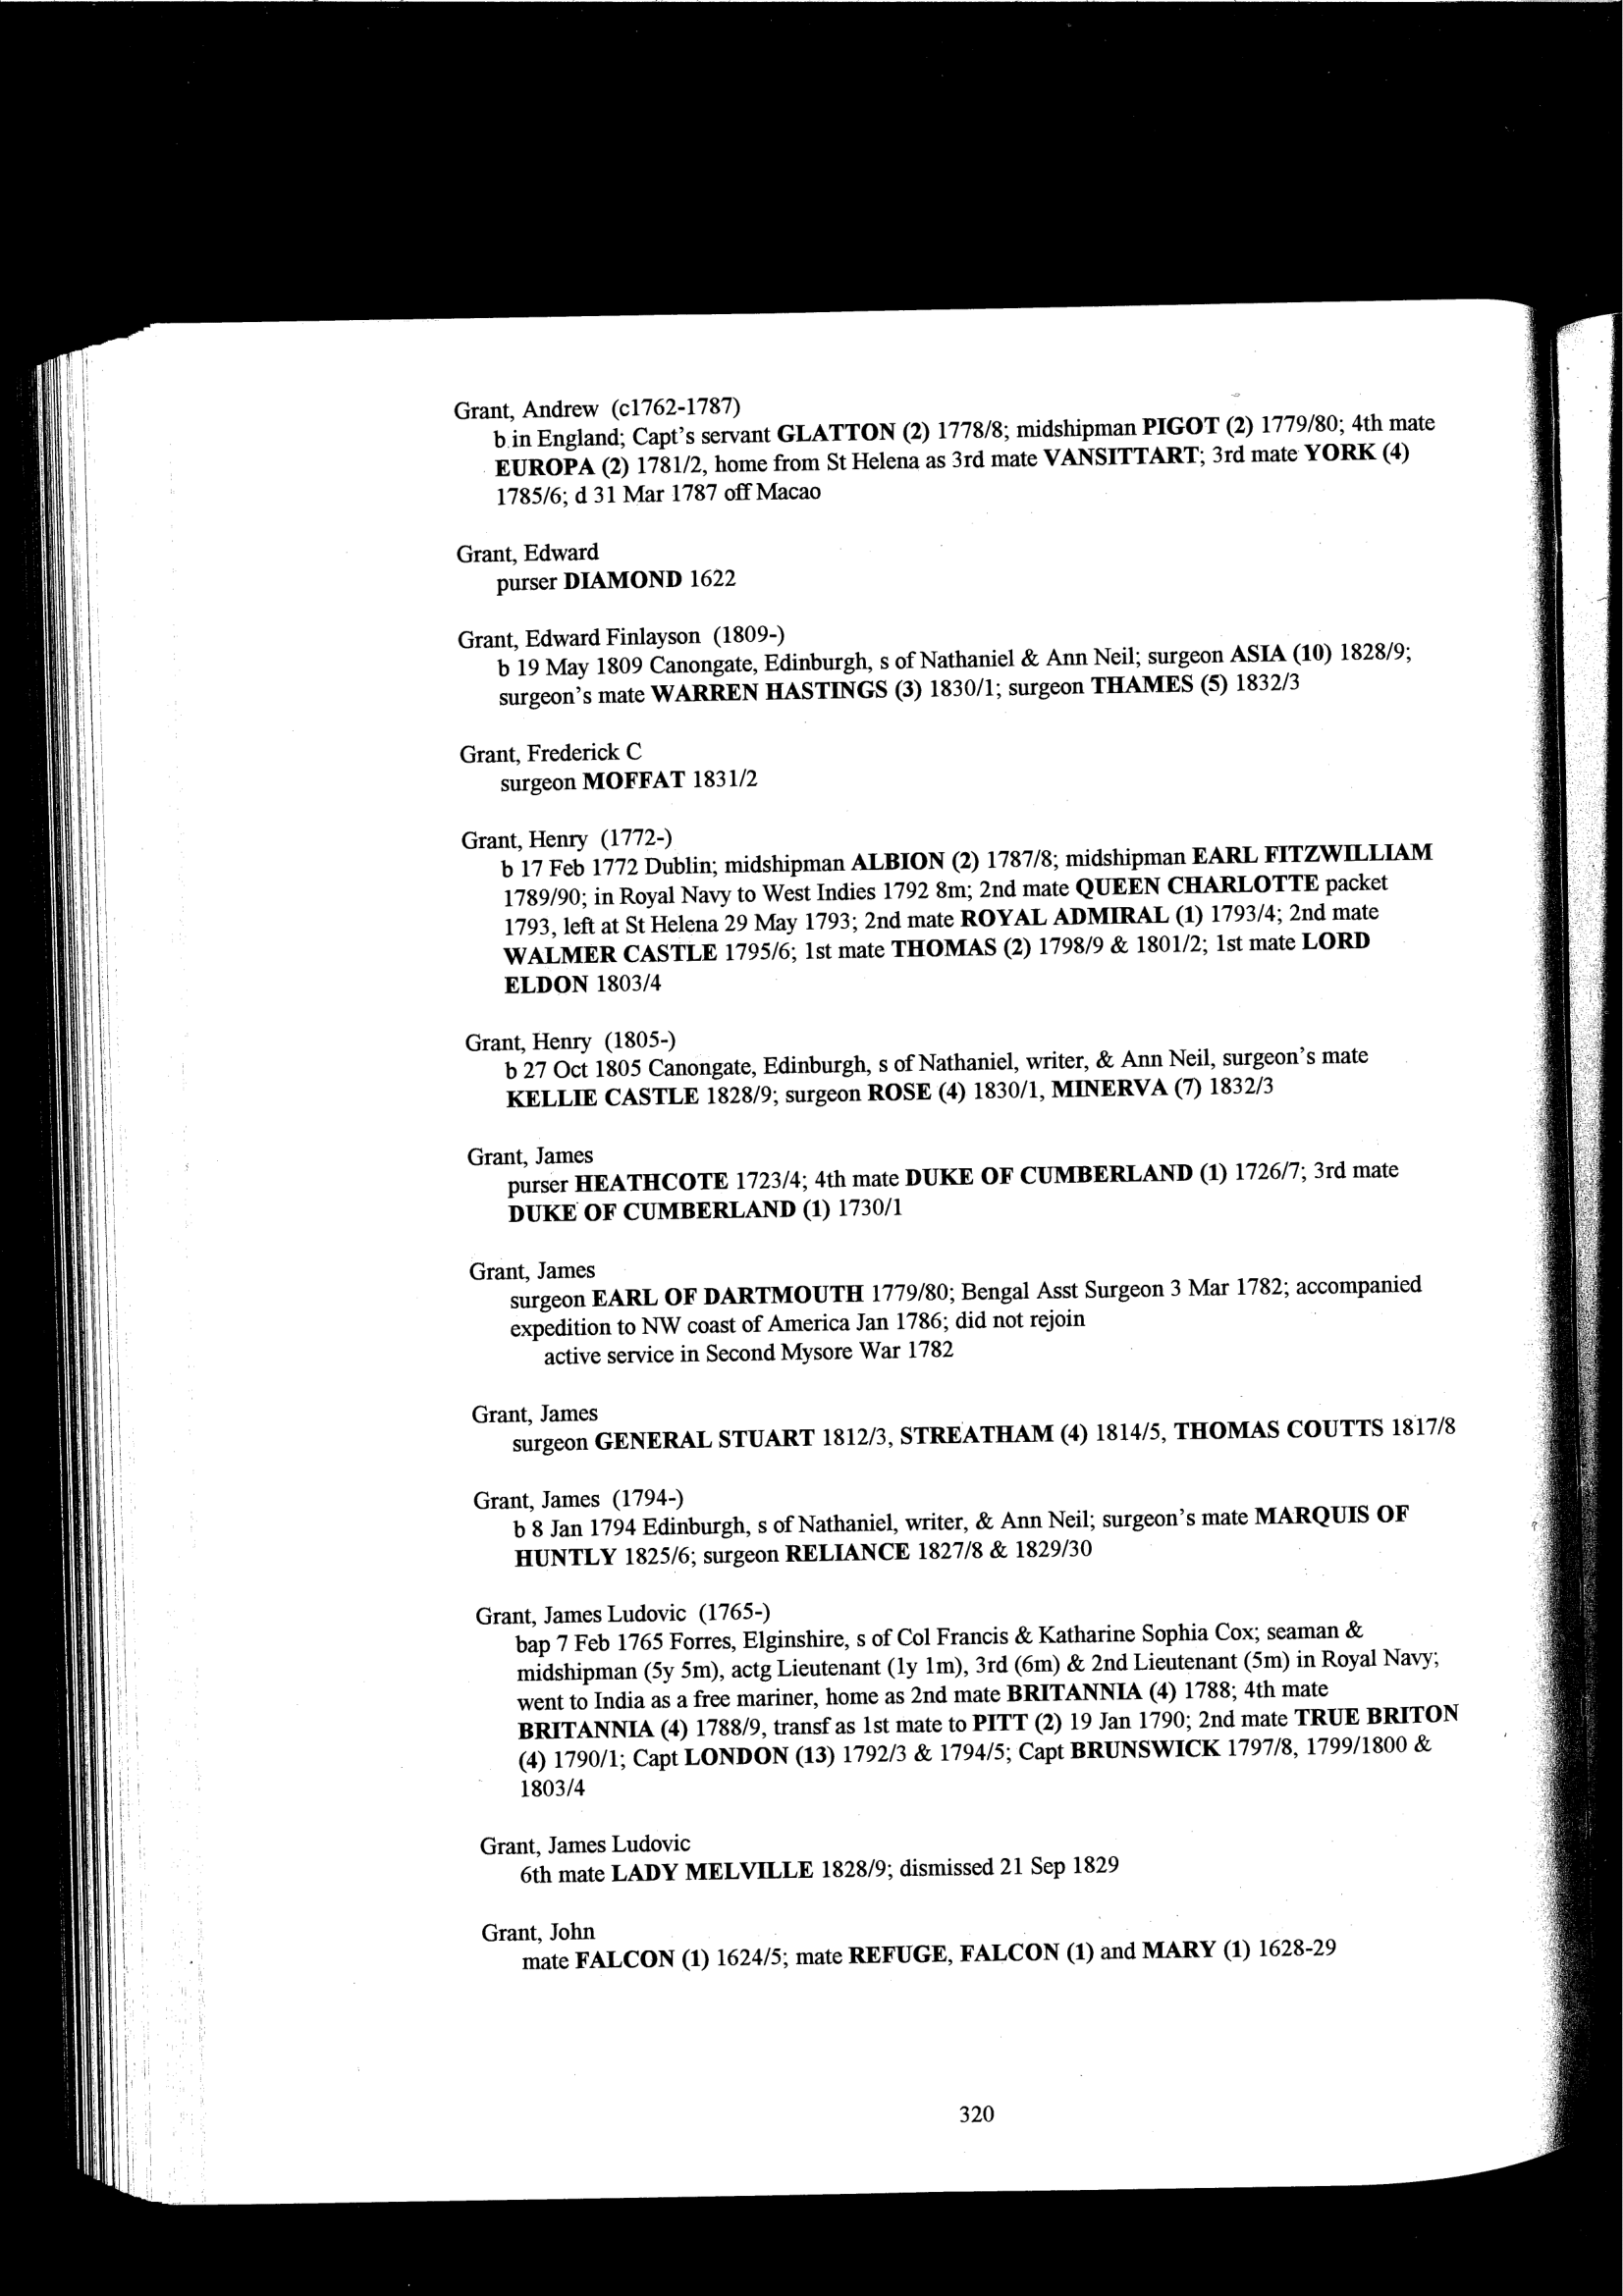 Grant, Andrew (c1762-1787)
b in England; Capt's servant GLATTON (2) 1778/8; midshipman PIGOT (2) 1779/80; 4th mate
EUROPA (2) 1781/2, home from St Helena as 3rd mate VANSITTART; 3rd mate YORK (4)
1785/6; d 31 Mar 1787 off Macao
Grant, Edward
purser DIAMOND 1622
Grant, Edward Finlayson (1809-)
b 19 May 1809 Canongate, Edinburgh, s of Nathaniel & Ann Neil; surgeon ASIA (10) 1828/9;
surgeon's mate WARREN HASTINGS (3) 1830/1; surgeon THAMES (5) 1832/3
Grant, Frederick C
surgeon MOFFAT 1831/2
Grant, Henry (1772-)
b 17 Feb 1772 Dublin; midshipman ALBION (2) 1787/8; midshipman EARL FITZWILLIAM
1789/90; in Royal Navy to West Indies 1792 8m; 2nd mate QUEEN CHARLOTTE packet
1793, left at St Helena 29 May 1793; 2nd mate ROYAL ADMIRAL (1) 1793/4; 2nd mate
WALMER CASTLE 1795/6; 1st mate THOMAS (2) 1798/9 & 1801/2; 1st mate LORD
ELDON 1803/4
Grant, Henry (1805-)
b 27 Oct 1805 Canongate, Edinburgh, s of Nathaniel, writer, & Ann Neil, surgeon's mate
KELLIE CASTLE 1828/9; surgeon ROSE (4) 1830/1, MINERVA (7) 1832/3
Grant, James
purser HEATHCOTE 1723/4; 4th mate DUKE OF CUMBERLAND (1) 1726/7; 3rd mate
DUKE OF CUMBERLAND (1) 1730/1
Grant, James
surgeon EARL OF DARTMOUTH 1779/80; Bengal Asst Surgeon 3 Mar 1782; accompanied
expedition to NW coast of America Jan 1786; did not rejoin
active service in Second Mysore War 1782
Grant, James
surgeon GENERAL STUART 1812/3, STREATHAM (4) 1814/5, THOMAS COUTTS 1817/8
Grant, James (1794-)
b 8 Jan 1794 Edinburgh, s of Nathaniel, writer, & Ann Neil; surgeon's mate MARQUIS OF
HUNTLY 1825/6; surgeon RELIANCE 1827/8 & 1829/30
Grant, James Ludovic (1765-)
bap 7 Feb 1765 Forres, Elginshire, s of Col Francis & Katharine Sophia Cox; seaman &
midshipman (5y 5m), actg Lieutenant (1y 1m), 3rd (6m) & 2nd Lieutenant (5m) in Royal Navy;
went to India as a free mariner, home as 2nd mate BRITANNIA (4) 1788; 4th mate
BRITANNIA (4) 1788/9, transf as 1st mate to PITT (2) 19 Jan 1790; 2nd mate TRUE BRITON
(4) 1790/1; Capt LONDON (13) 1792/3 & 1794/5; Capt BRUNSWICK 1797/8, 1799/1800 &
1803/4
Grant, James Ludovic
6th mate LADY MELVILLE 1828/9; dismissed 21 Sep 1829
Grant, John
mate FALCON (1) 1624/5; mate REFUGE, FALCON (1) and MARY (1) 1628-29
320